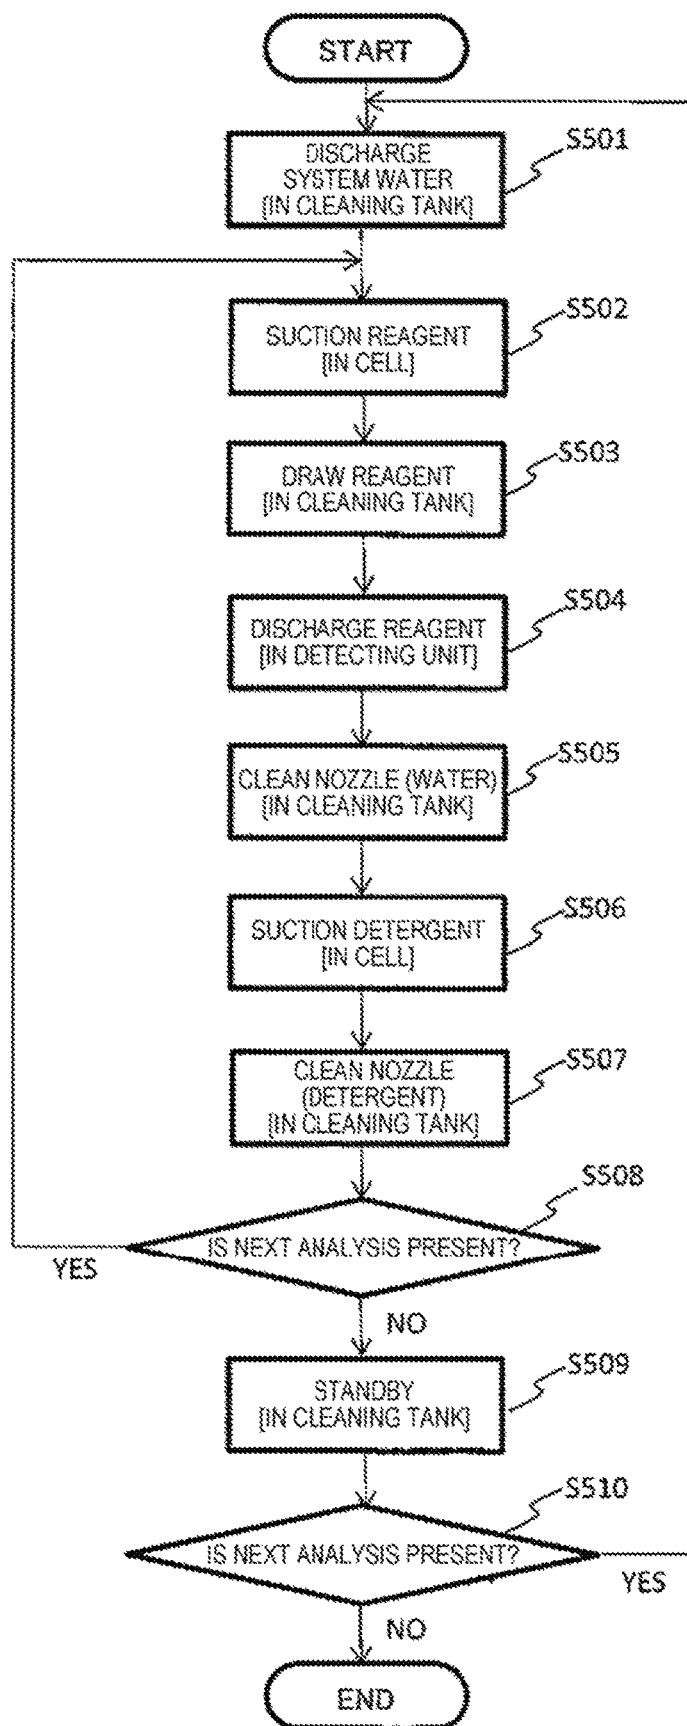 START
DISCHARGE
SYSTEM WATER
[IN CLEANING TANK]
S501
SUCTION REAGENT
[IN CELL]
S502
DRAW REAGENT
[IN CLEANING TANK]
S503
DISCHARGE REAGENT
[IN DETECTING UNIT]
S504
CLEAN NOZZLE (WATER)
[IN CLEANING TANK]
S505
SUCTION DETERGENT
[IN CELL]
S506
CLEAN NOZZLE
(DETERGENT)
[IN CLEANING TANK]
S507
IS NEXT ANALYSIS PRESENT?
S508
YES
NO
STANDBY
[IN CLEANING TANK]
S509
IS NEXT ANALYSIS PRESENT?
S510
YES
NO
END